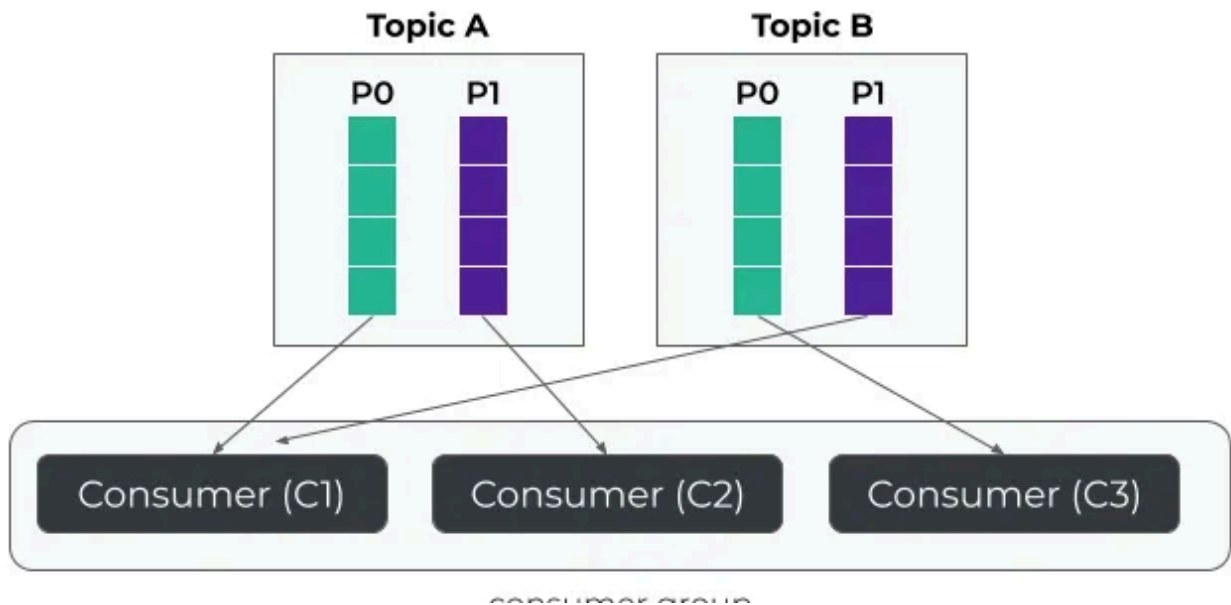 Topic A Topic B
P0 P1 P0 P1
Consumer (C1) Consumer (C2) Consumer (C3)
consumer group